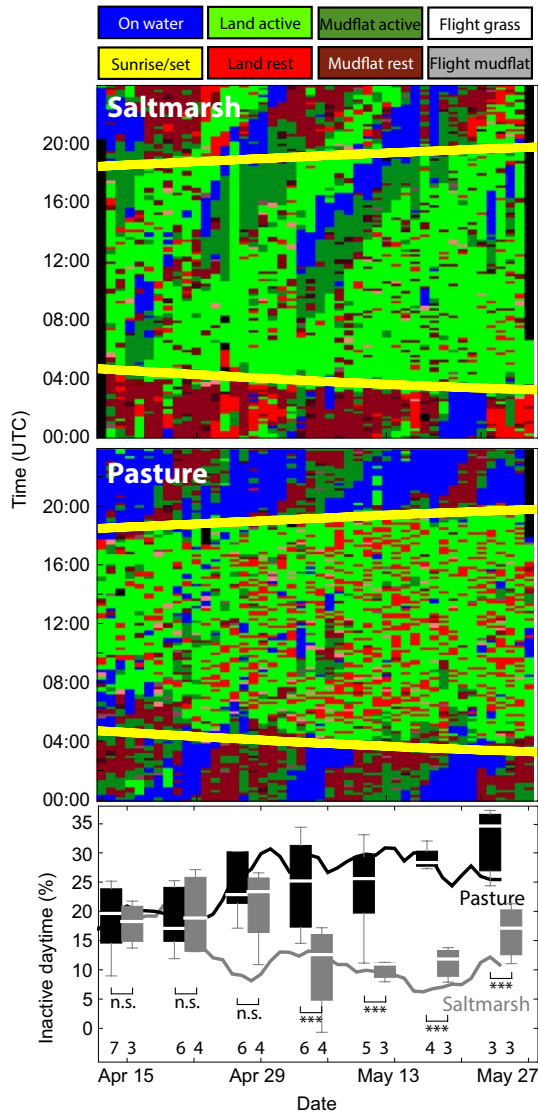 On water Land active Mudflat active Flight grass
Sunrise/set Land rest Mudflat rest Flight mudflat
Saltmarsh
20:00
16:00
12:00
08:00
04:00
00:00
Time (UTC)
Pasture
20:00
16:00
12:00
08:00
04:00
00:00
35
30
25
20
15
10
5
0
Inactive daytime (%)
Pasture
Saltmarsh
n.s. n.s. n.s. *** *** *** ***
7 3 6 4 6 4 6 4 5 3 4 3 3 3
Apr 15 Apr 29 May 13 May 27
Date